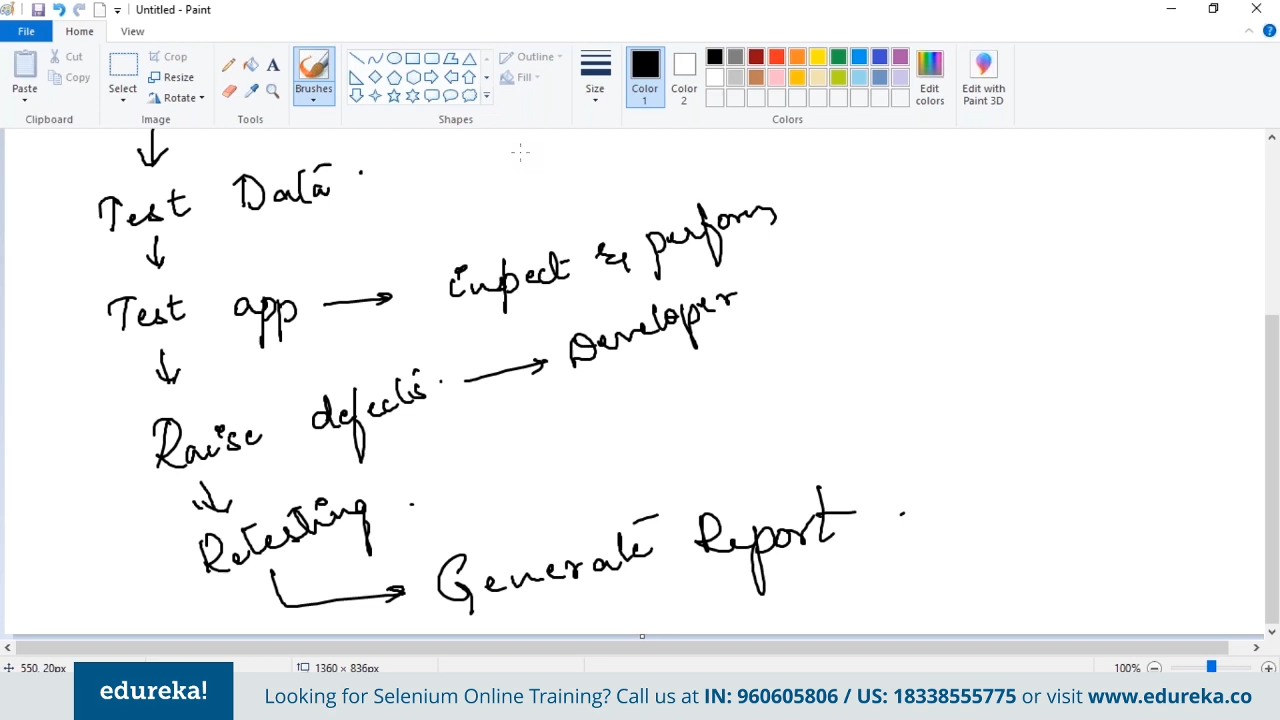 Untitled - Paint
File Home View
Paste Cut Copy Clipboard
Select Crop Resize Rotate Image
Tools
Brushes
Outline Fill Shapes
Size
Color 1 Color 2 Edit colors Colors
Edit with Paint 3D
Test Data.
Test app → inpect & perform
Raise defects. → Developer
Retesting.
Generate Report.
550, 20px 1360 × 836px 100%
edureka! Looking for Selenium Online Training? Call us at IN: 960605806 / US: 18338555775 or visit www.edureka.co